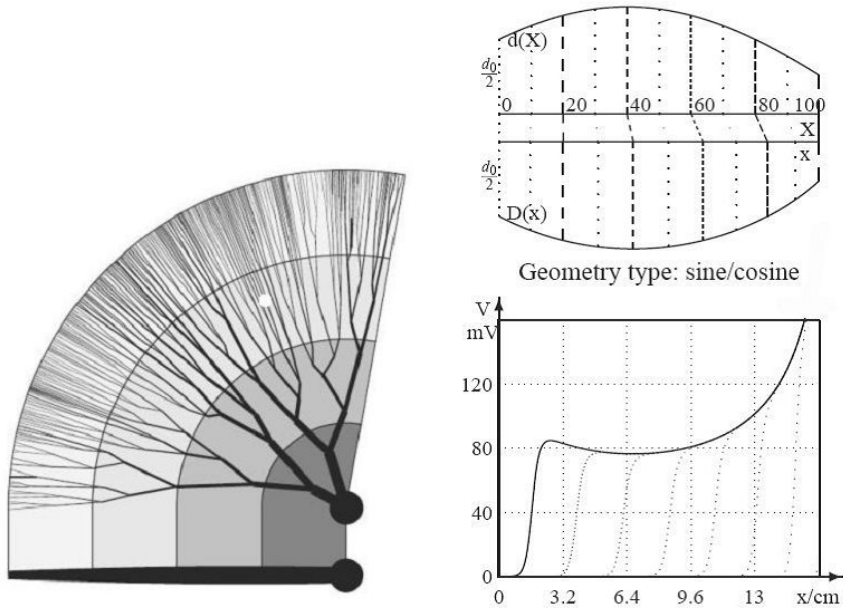 d(X)
d₀/2
0 20 40 60 80 100
X
x
d₀/2
D(x)
Geometry type: sine/cosine
V
mV
120
80
40
0
0 3.2 6.4 9.6 13 x/cm